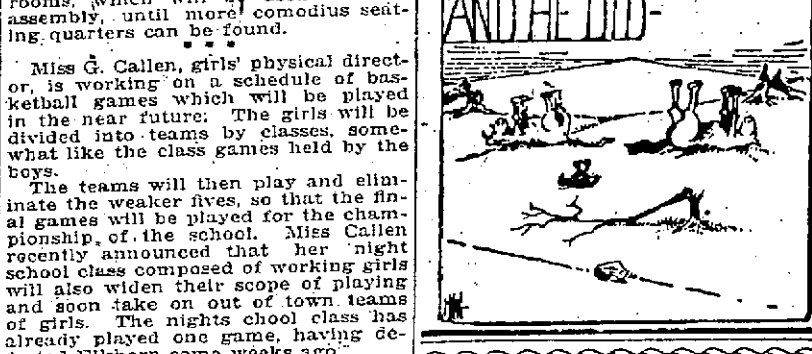 rooms, which will
assembly, until more comodius seat-
ing quarters can be found.
Miss G. Callen, girls' physical direct-
or, is working on a schedule of bas-
ketball games which will be played
in the near future. The girls will be
divided into teams by classes, some-
what like the class games held by the
boys.
The teams will then play and elim-
inate the weaker fives, so that the fin-
al games will be played for the cham-
pionship of the school. Miss Callen
recently announced that her night
school class composed of working girls
will also widen their scope of playing
and soon take on out of town teams
of girls. The nights chool class has
already played one game, having de-
some weeks ago.
AND HE DID-